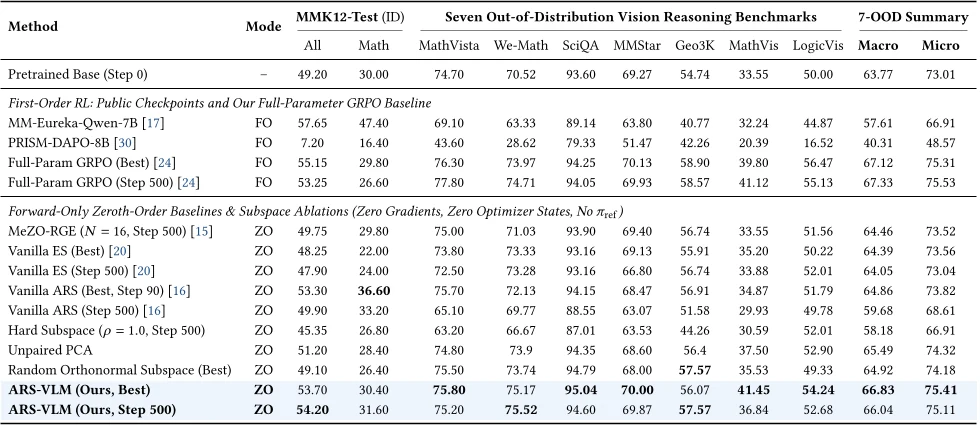 Method Mode MMK12-Test (ID) Seven Out-of-Distribution Vision Reasoning Benchmarks 7-OOD Summary
All Math MathVista We-Math SciQA MMStar Geo3K MathVis LogicVis Macro Micro
Pretrained Base (Step 0) – 49.20 30.00 74.70 70.52 93.60 69.27 54.74 33.55 50.00 63.77 73.01
First-Order RL: Public Checkpoints and Our Full-Parameter GRPO Baseline
MM-Eureka-Qwen-7B [17] FO 57.65 47.40 69.10 63.33 89.14 63.80 40.77 32.24 44.87 57.61 66.91
PRISM-DAPO-8B [30] FO 7.20 16.40 43.60 28.62 79.33 51.47 42.26 20.39 16.52 40.31 48.57
Full-Param GRPO (Best) [24] FO 55.15 29.80 76.30 73.97 94.25 70.13 58.90 39.80 56.47 67.12 75.31
Full-Param GRPO (Step 500) [24] FO 53.25 26.60 77.80 74.71 94.05 69.93 58.57 41.12 55.13 67.33 75.53
Forward-Only Zeroth-Order Baselines & Subspace Ablations (Zero Gradients, Zero Optimizer States, No πref)
MeZO-RGE (N = 16, Step 500) [15] ZO 49.75 29.80 75.00 71.03 93.90 69.40 56.74 33.55 51.56 64.46 73.52
Vanilla ES (Best) [20] ZO 48.25 22.00 73.80 73.33 93.16 69.13 55.91 35.20 50.22 64.39 73.56
Vanilla ES (Step 500) [20] ZO 47.90 24.00 72.50 73.28 93.16 66.80 56.74 33.88 52.01 64.05 73.04
Vanilla ARS (Best, Step 90) [16] ZO 53.30 36.60 75.70 72.13 94.15 68.47 56.91 34.87 51.79 64.86 73.82
Vanilla ARS (Step 500) [16] ZO 49.90 33.20 65.10 69.77 88.55 63.07 51.58 29.93 49.78 59.68 68.61
Hard Subspace (ρ = 1.0, Step 500) ZO 45.35 26.80 63.20 66.67 87.01 63.53 44.26 30.59 52.01 58.18 66.91
Unpaired PCA ZO 51.20 28.40 74.80 73.9 94.35 68.60 56.4 37.50 52.90 65.49 74.32
Random Orthonormal Subspace (Best) ZO 49.10 26.40 75.50 73.74 94.79 68.00 57.57 35.53 49.33 64.92 74.18
ARS-VLM (Ours, Best) ZO 53.70 30.40 75.80 75.17 95.04 70.00 56.07 41.45 54.24 66.83 75.41
ARS-VLM (Ours, Step 500) ZO 54.20 31.60 75.20 75.52 94.60 69.87 57.57 36.84 52.68 66.04 75.11